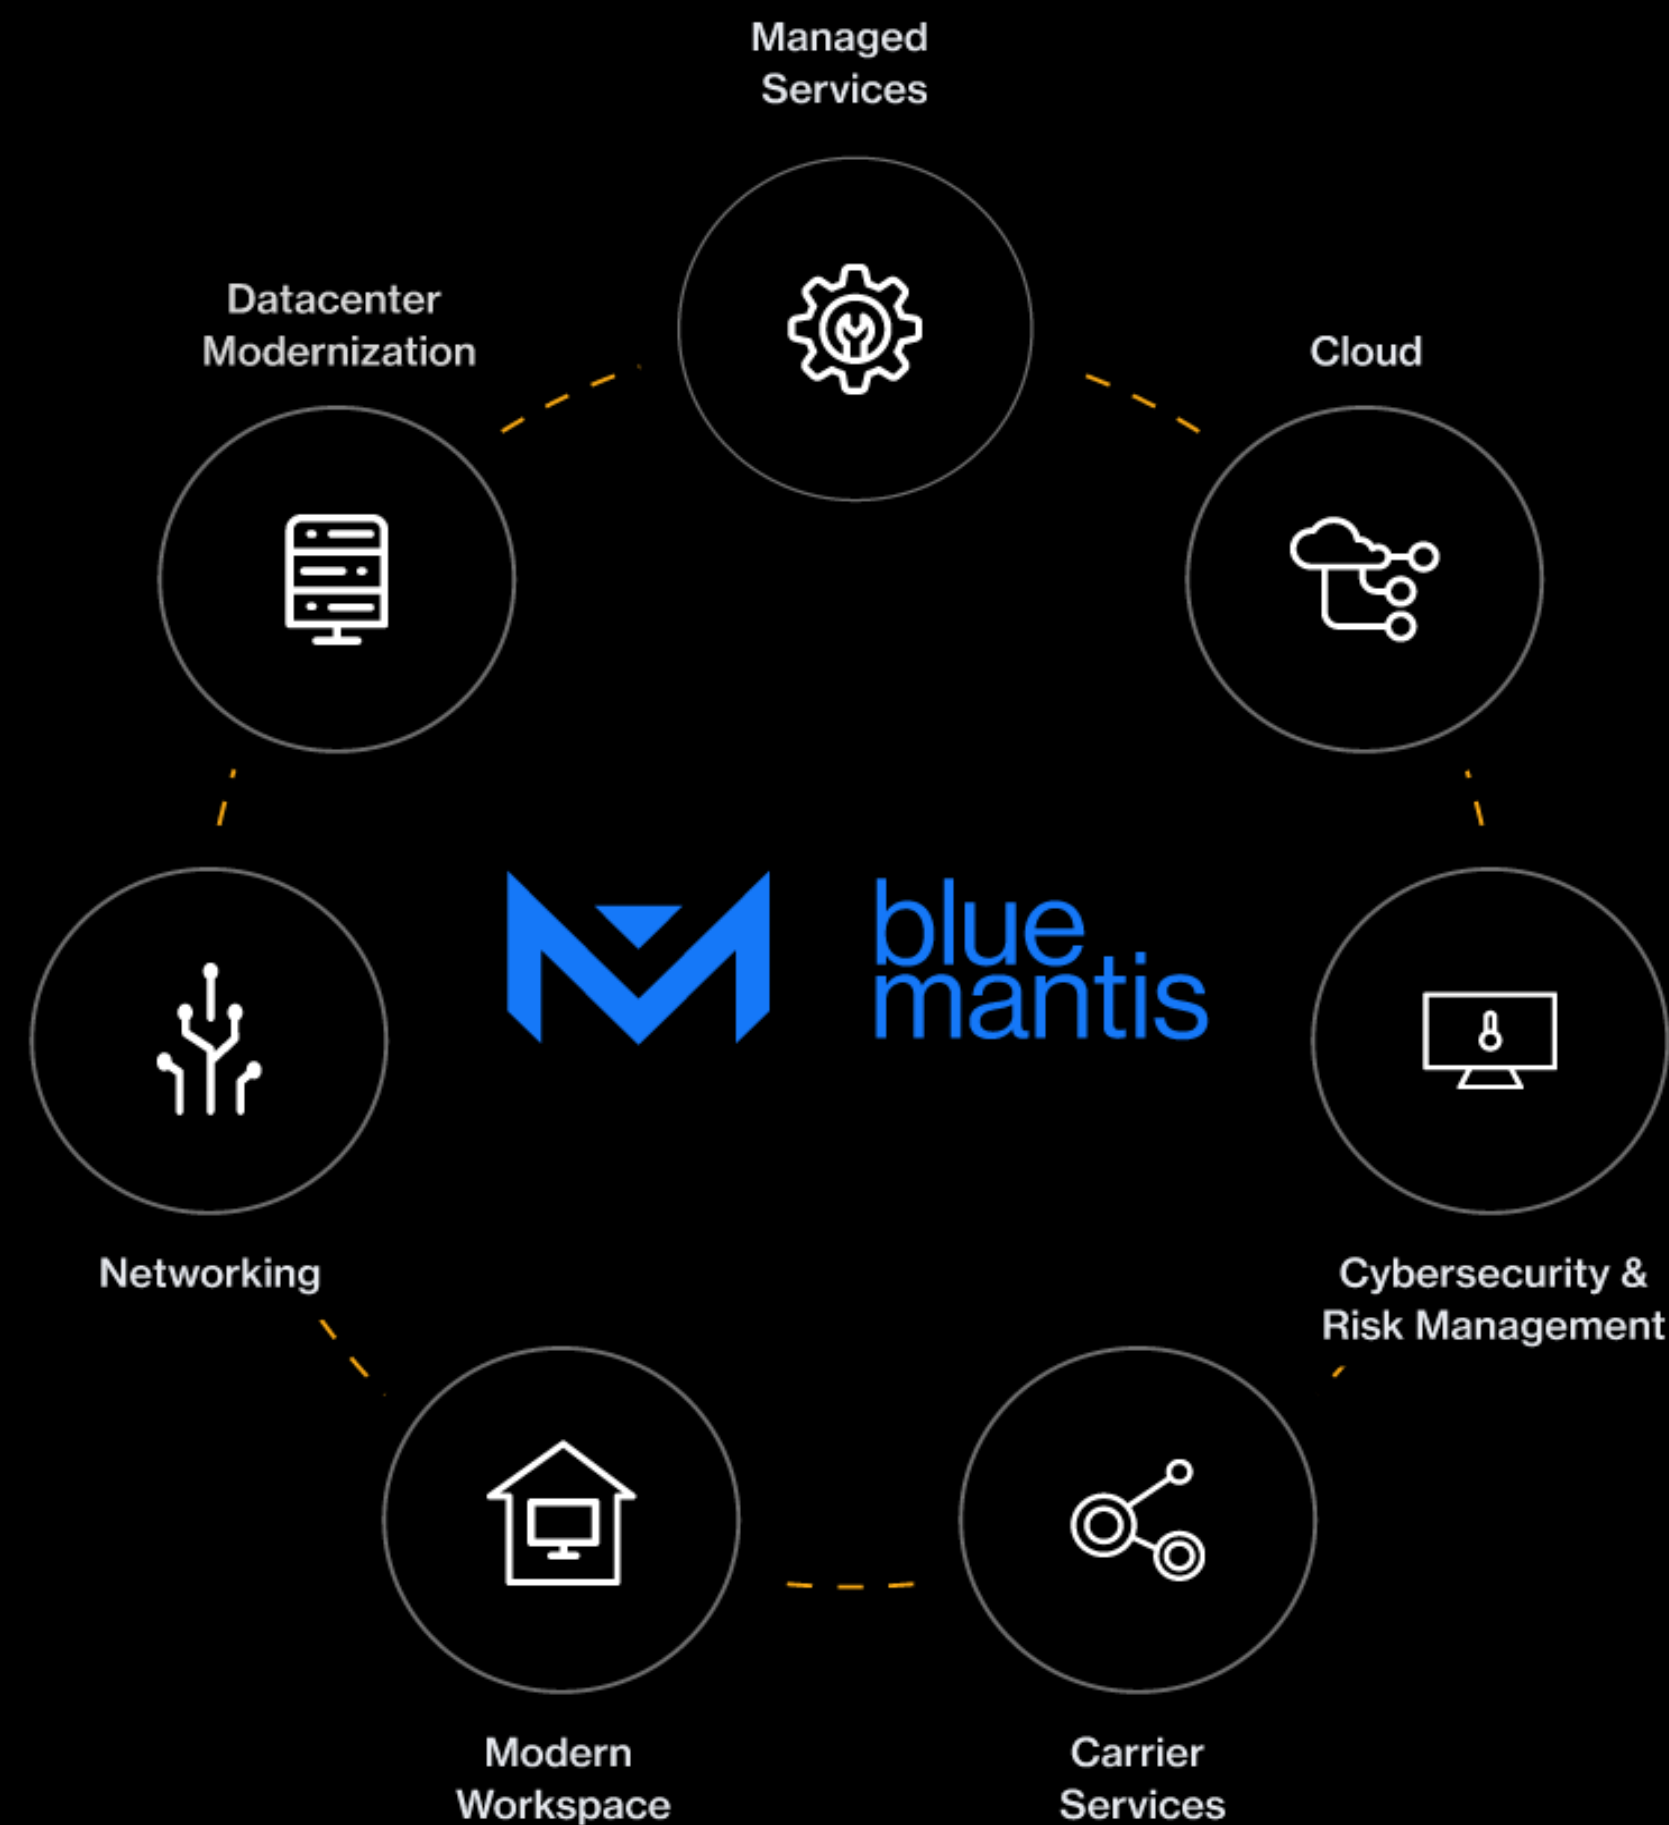 Managed
Services
Datacenter
Modernization
Cloud
blue
mantis
Networking
Cybersecurity &
Risk Management
Modern
Workspace
Carrier
Services